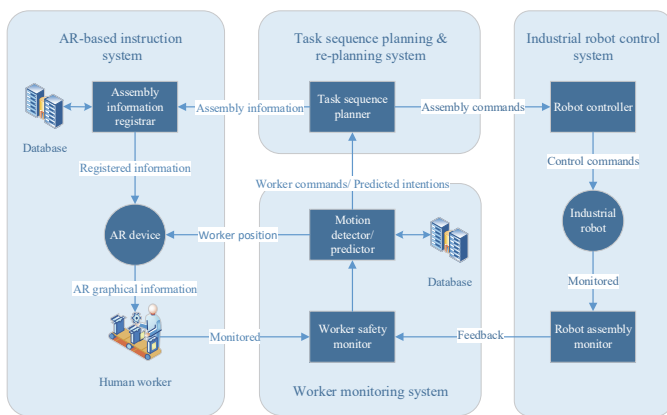 AR-based instruction
system
Task sequence planning &
re-planning system
Industrial robot control
system
Assembly
information
registrar
Assembly information
Task sequence
planner
Assembly commands
Robot controller
Database
Registered information
Control commands
Worker commands/ Predicted intentions
AR device
Worker position
Motion
detector/
predictor
Database
Industrial
robot
AR graphical information
Monitored
Human worker
Monitored
Worker safety
monitor
Feedback
Robot assembly
monitor
Worker monitoring system